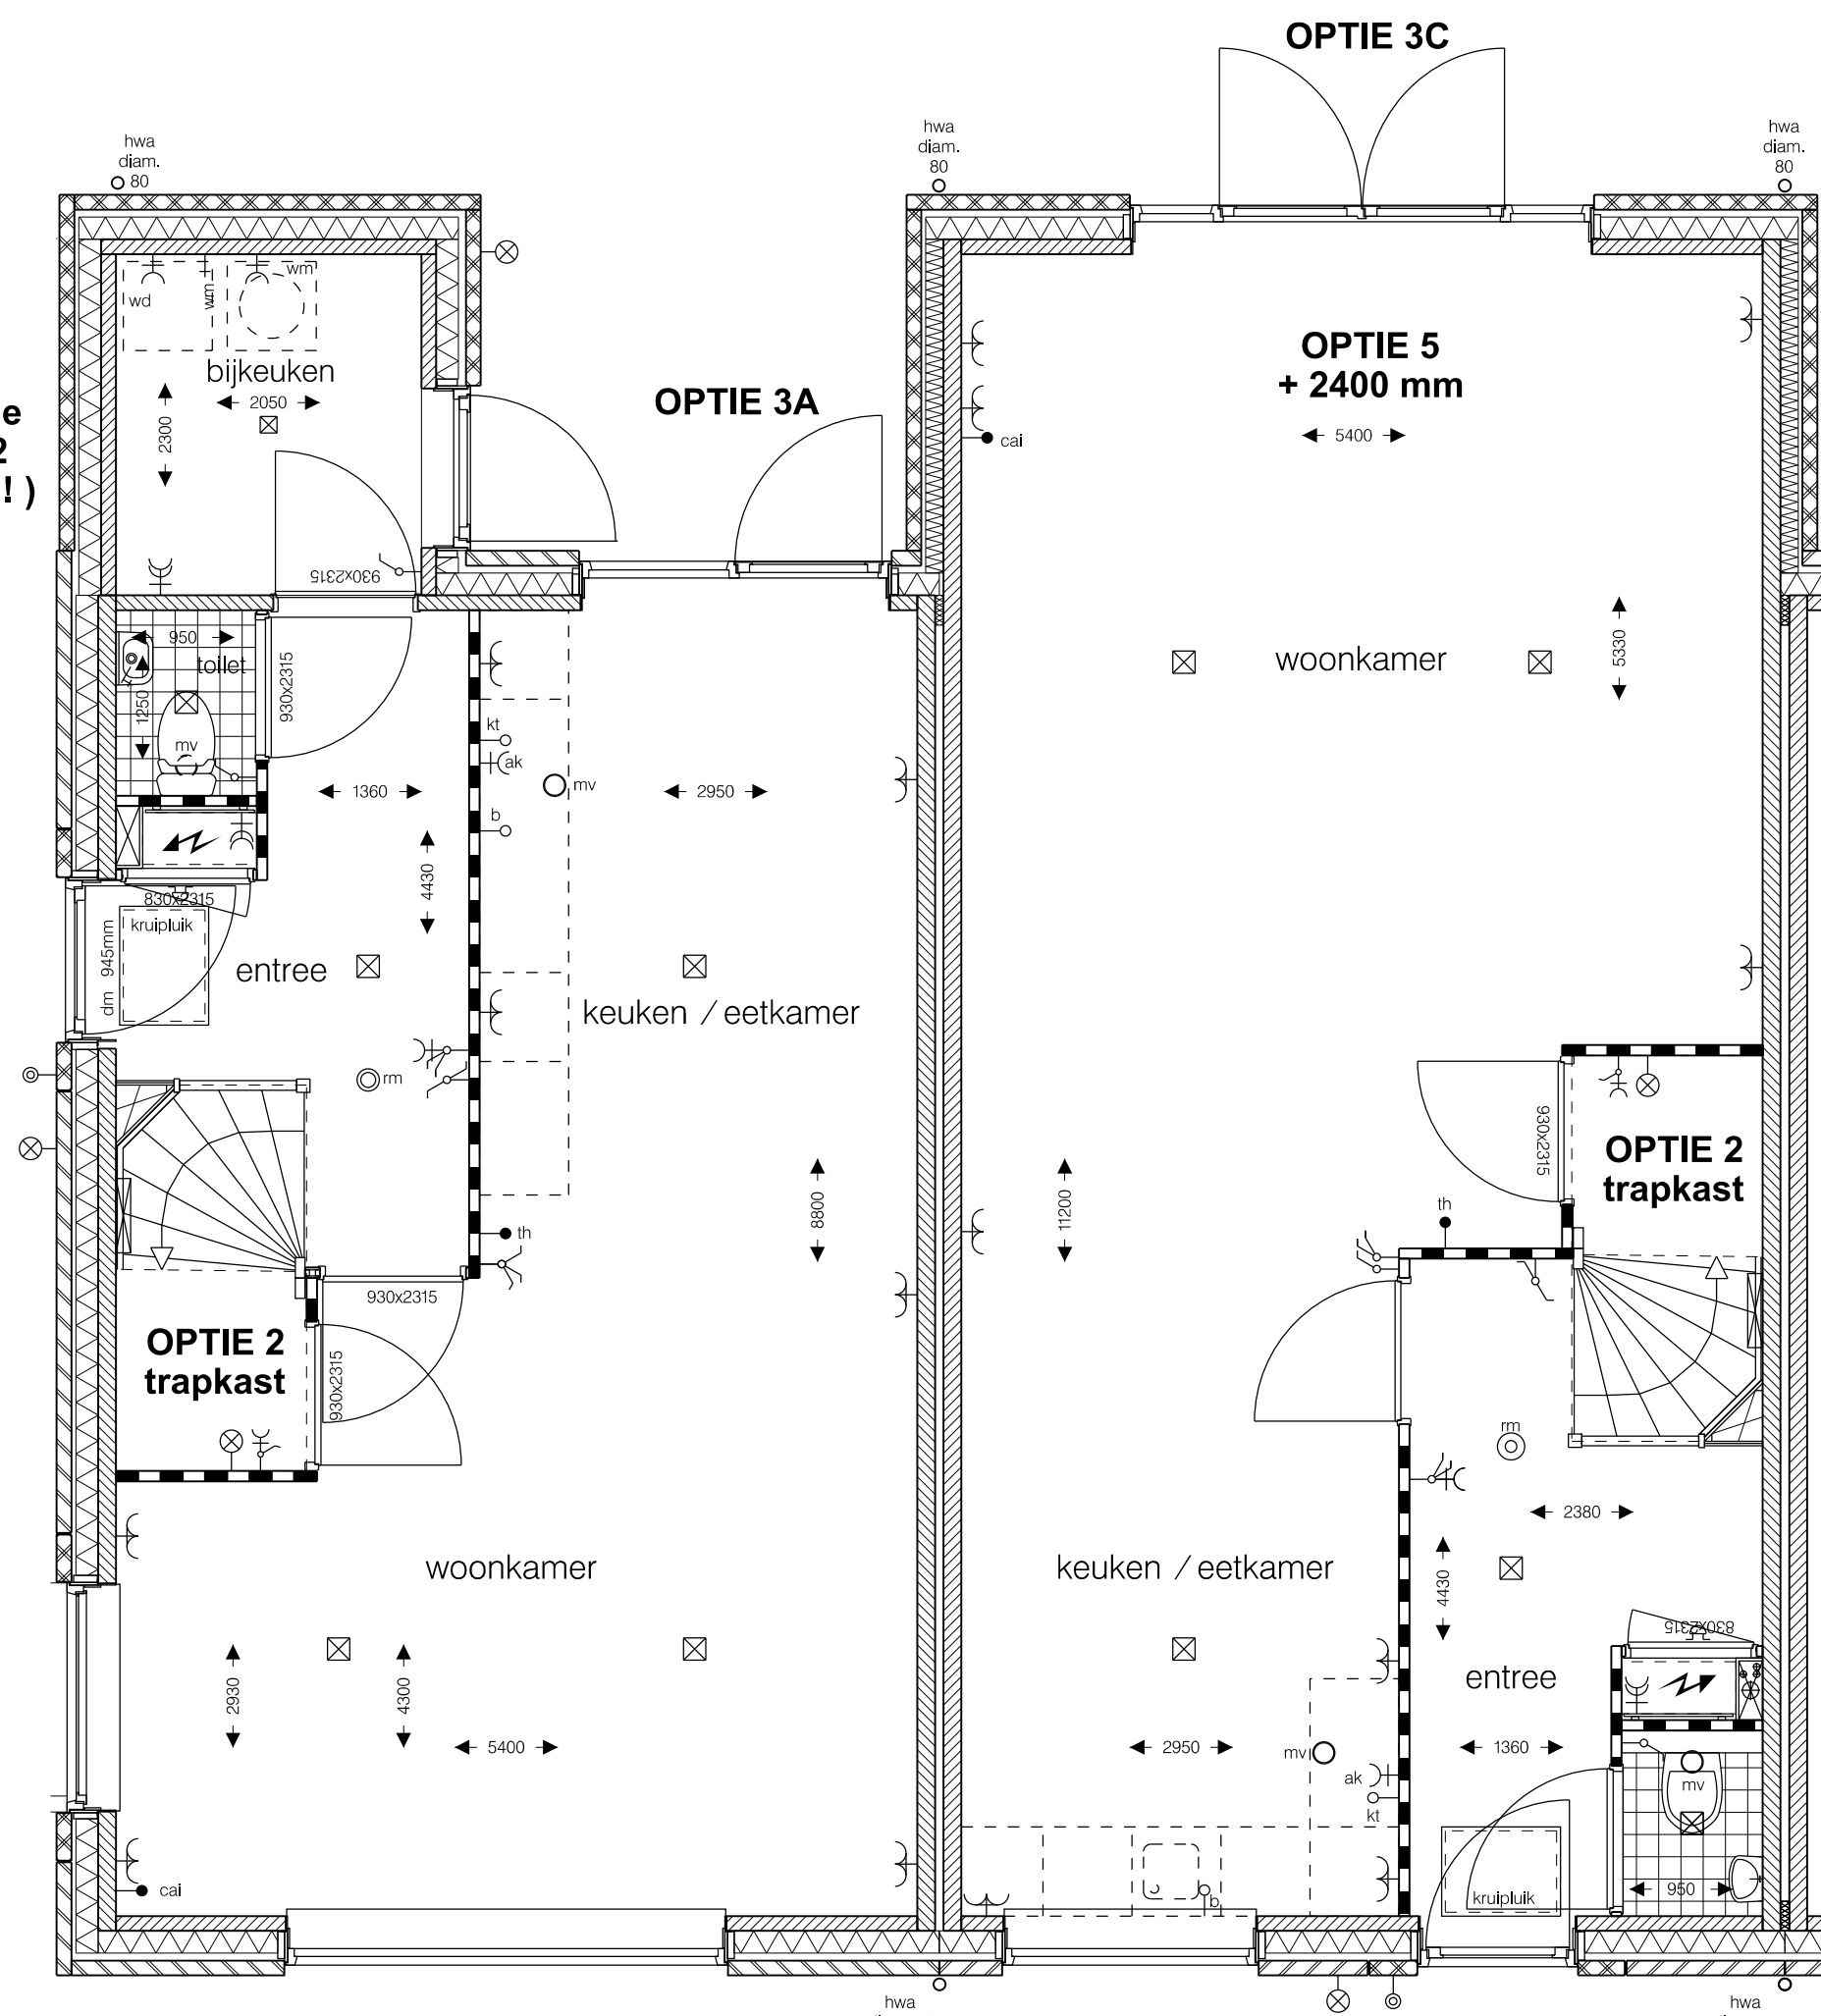 OPTIE 3C
hwa
diam.
80
hwa
diam.
80
hwa
diam.
80
wd
wm
wm
bijkeuken
2050
2300
OPTIE 3A
OPTIE 5
+ 2400 mm
5400
cai
e
2
! )
930x2315
950
toilet
1250
mv
930x2315
kt
ak
mv
b
1360
2950
4430
woonkamer
5330
830x2315
kruipluik
dm 945mm
entree
keuken / eetkamer
rm
930x2315
OPTIE 2
trapkast
th
8800
11200
th
930x2315
930x2315
OPTIE 2
trapkast
rm
2380
woonkamer
keuken / eetkamer
4430
830x2315
2930
4300
5400
entree
2950
mv
1360
ak
kt
mv
cai
b
kruipluik
950
hwa
hwa